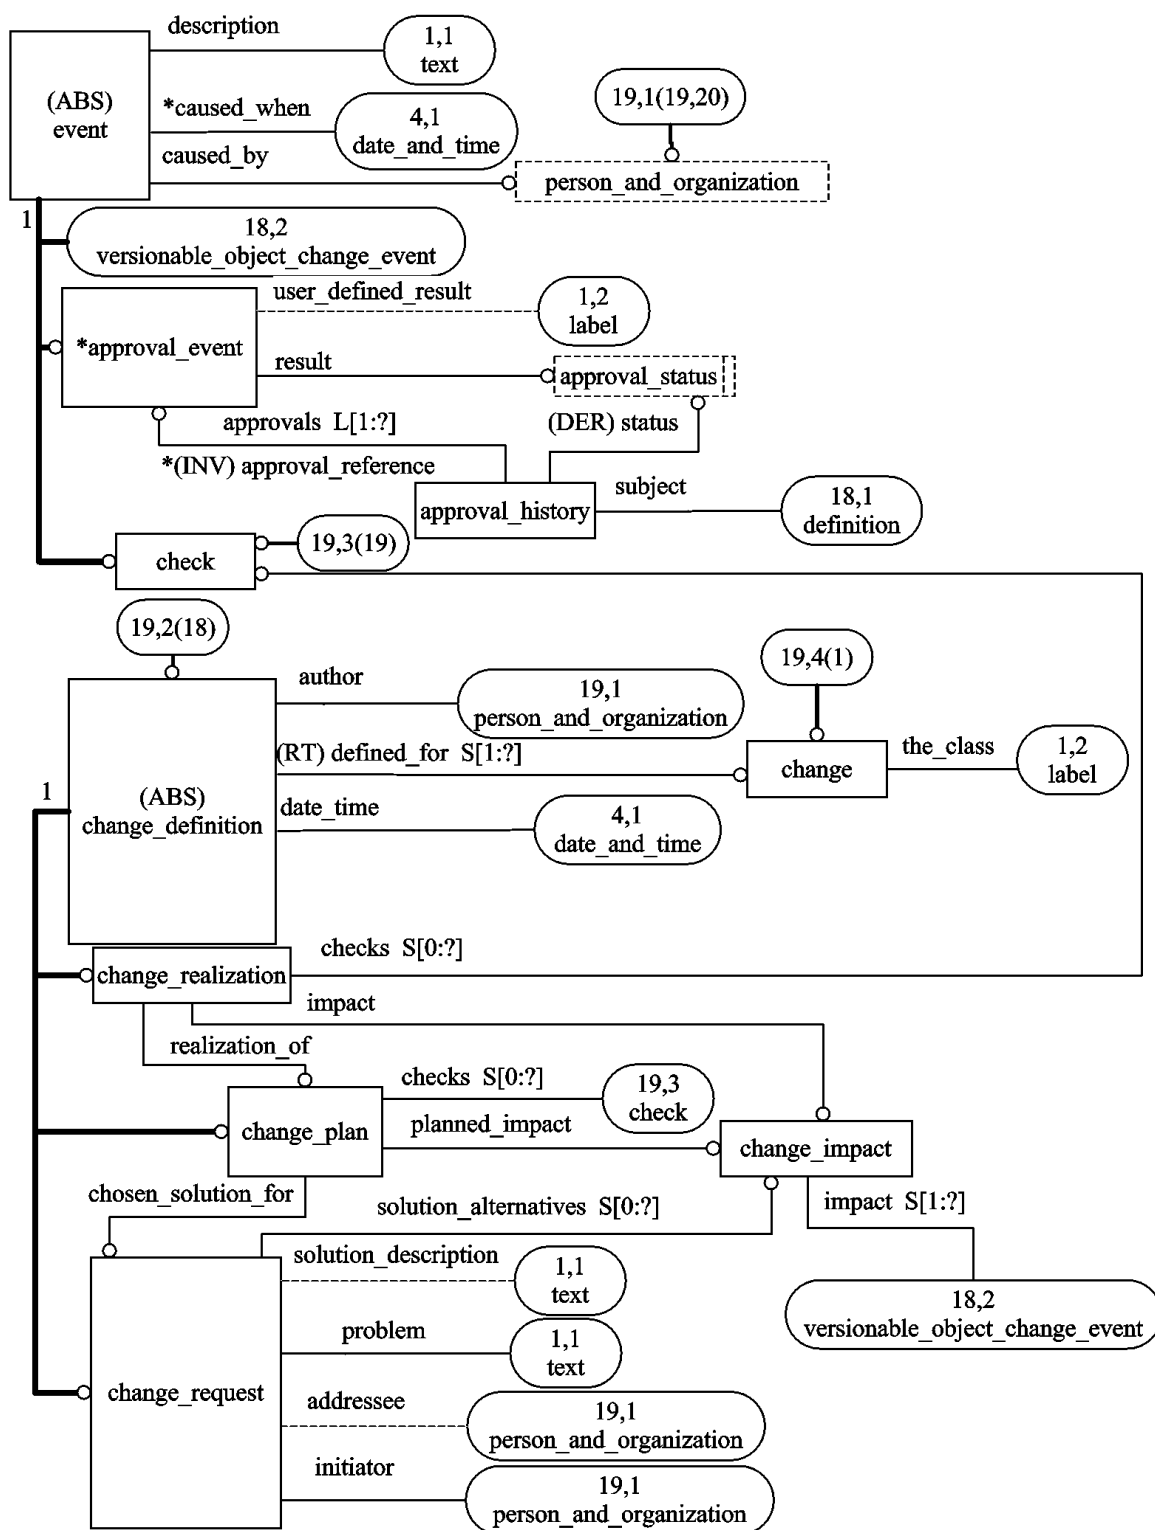 description
1,1
text
(ABS)
event
*caused_when
4,1
date_and_time
19,1(19,20)
caused_by
person_and_organization
1
18,2
versionable_object_change_event
user_defined_result
1,2
label
*approval_event
result
approval_status
approvals L[1:?]
(DER) status
*(INV) approval_reference
approval_history
subject
18,1
definition
check
19,3(19)
19,2(18)
author
19,1
person_and_organization
19,4(1)
(RT) defined_for S[1:?]
change
the_class
1,2
label
1
(ABS)
change_definition
date_time
4,1
date_and_time
checks S[0:?]
change_realization
impact
realization_of
checks S[0:?]
19,3
check
change_plan
planned_impact
change_impact
chosen_solution_for
solution_alternatives S[0:?]
impact S[1:?]
solution_description
1,1
text
18,2
versionable_object_change_event
problem
1,1
text
change_request
addressee
19,1
person_and_organization
initiator
19,1
person_and_organization